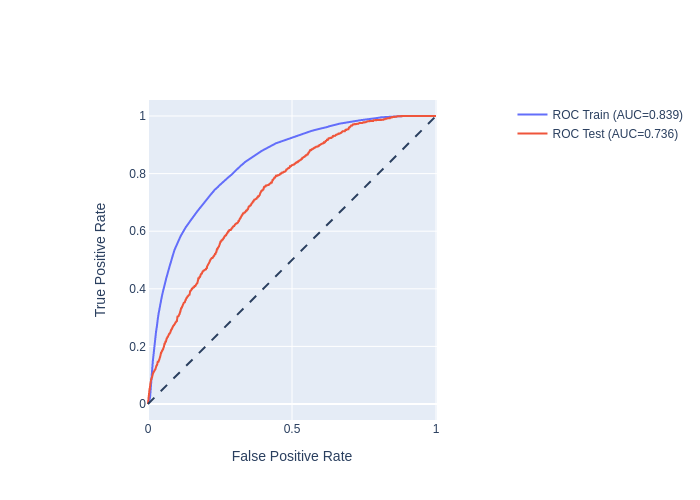 ROC Train (AUC=0.839)
ROC Test (AUC=0.736)
True Positive Rate
1
0.8
0.6
0.4
0.2
0
0
0.5
1
False Positive Rate